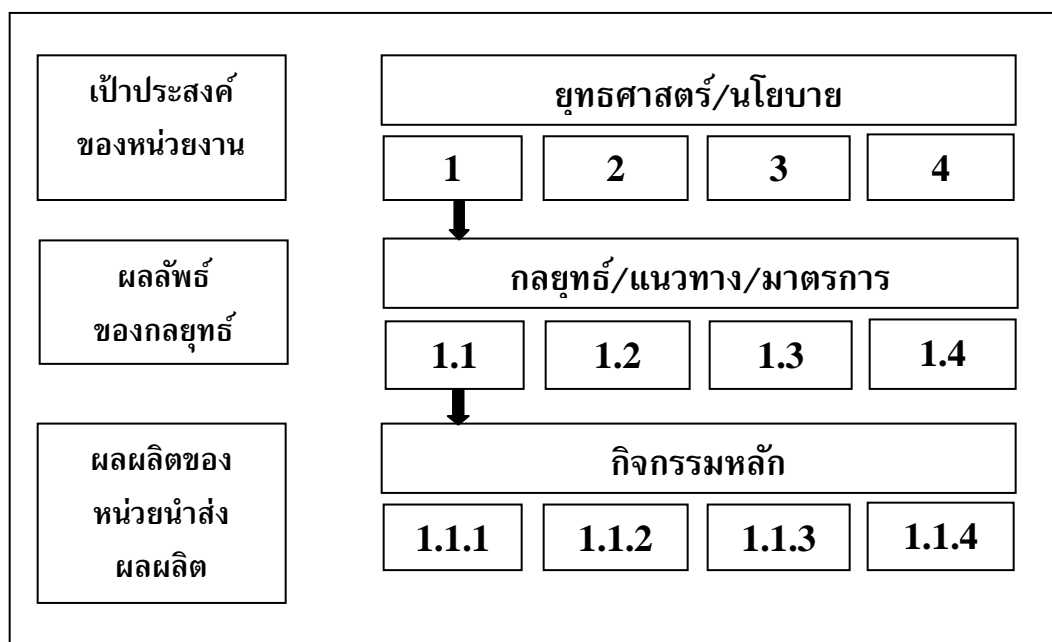 เป้าประสงค์
ของหน่วยงาน
ยุทธศาสตร์/นโยบาย
1 2 3 4
ผลลัพธ์
ของกลยุทธ์
กลยุทธ์/แนวทาง/มาตรการ
1.1 1.2 1.3 1.4
ผลผลิตของ
หน่วยนำส่ง
ผลผลิต
กิจกรรมหลัก
1.1.1 1.1.2 1.1.3 1.1.4